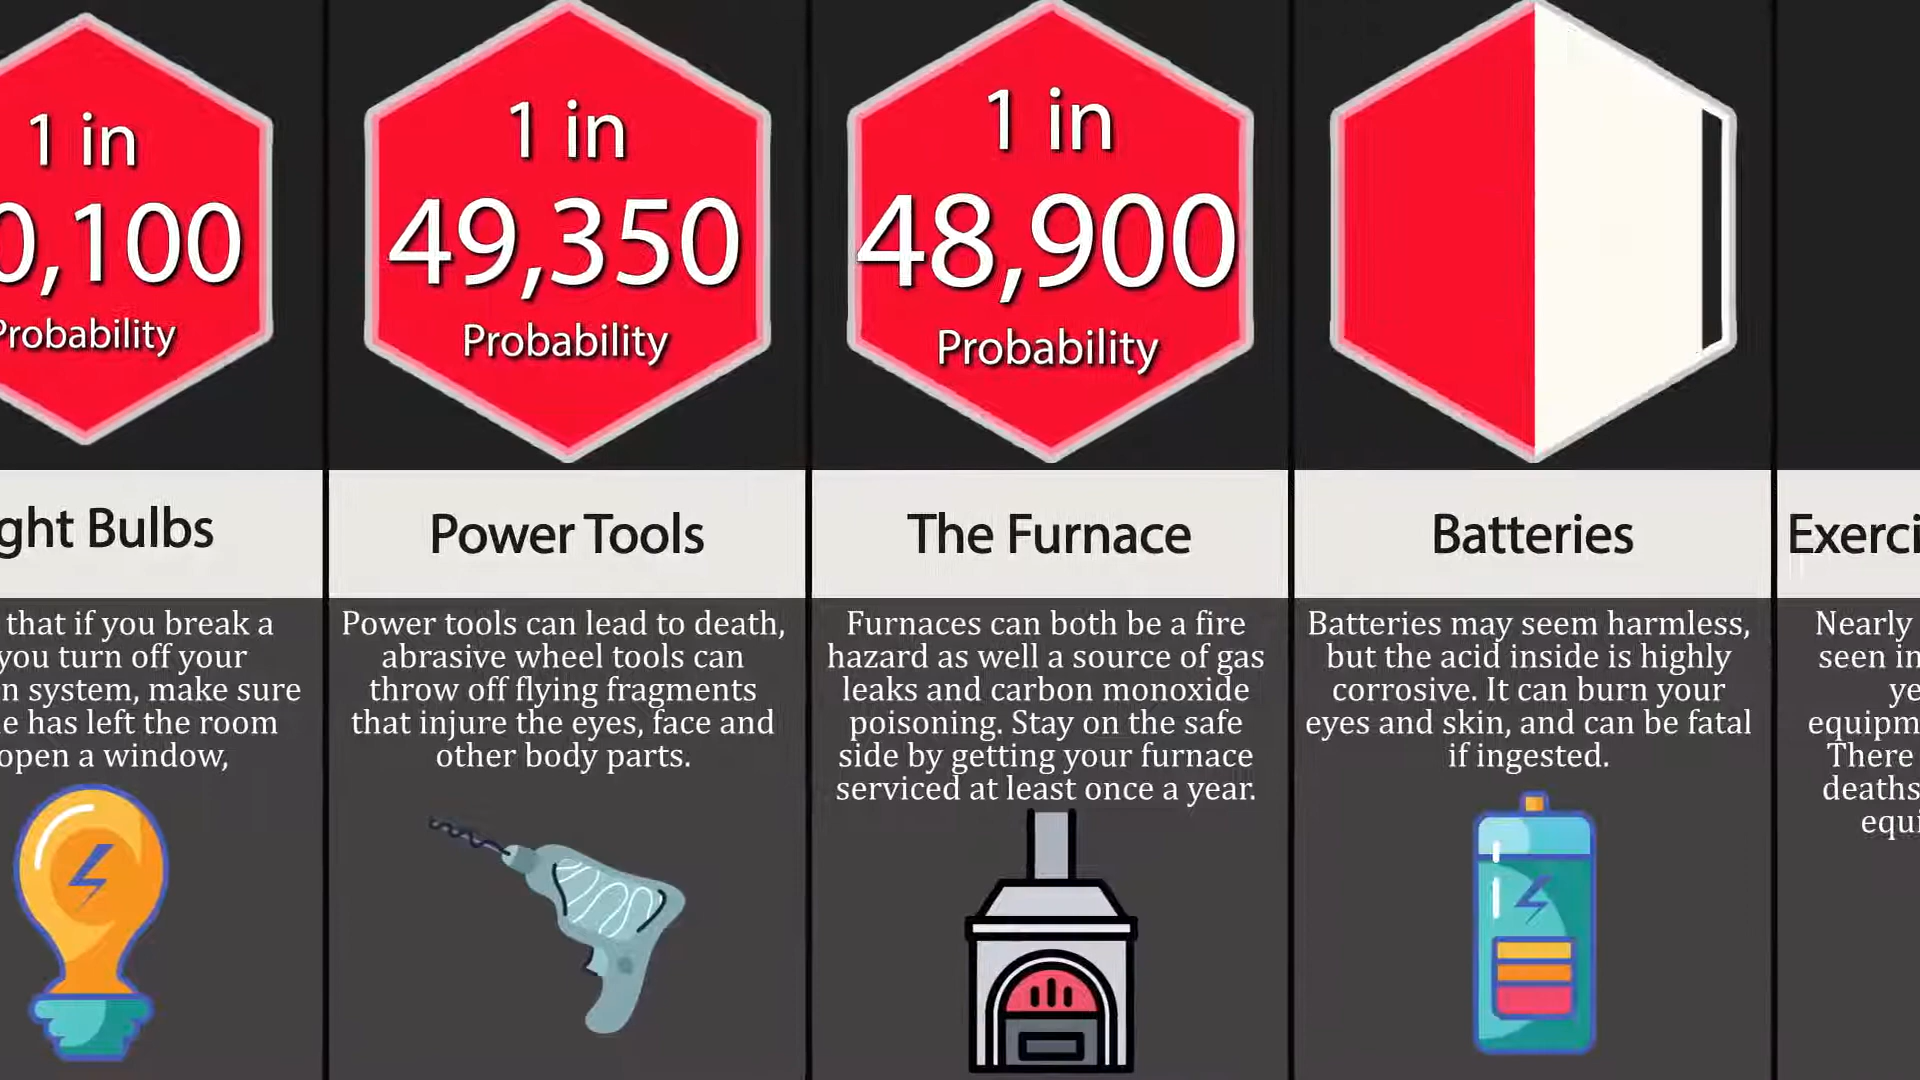 1 in
0,100
Probability
ght Bulbs
that if you break a
you turn off your
n system, make sure
e has left the room
open a window,
1 in
49,350
Probability
Power Tools
Power tools can lead to death,
abrasive wheel tools can
throw off flying fragments
that injure the eyes, face and
other body parts.
1 in
48,900
Probability
The Furnace
Furnaces can both be a fire
hazard as well a source of gas
leaks and carbon monoxide
poisoning. Stay on the safe
side by getting your furnace
serviced at least once a year.
Batteries
Batteries may seem harmless,
but the acid inside is highly
corrosive. It can burn your
eyes and skin, and can be fatal
if ingested.
Exerci
Nearly
seen in
ye
equipm
There
deaths
equi